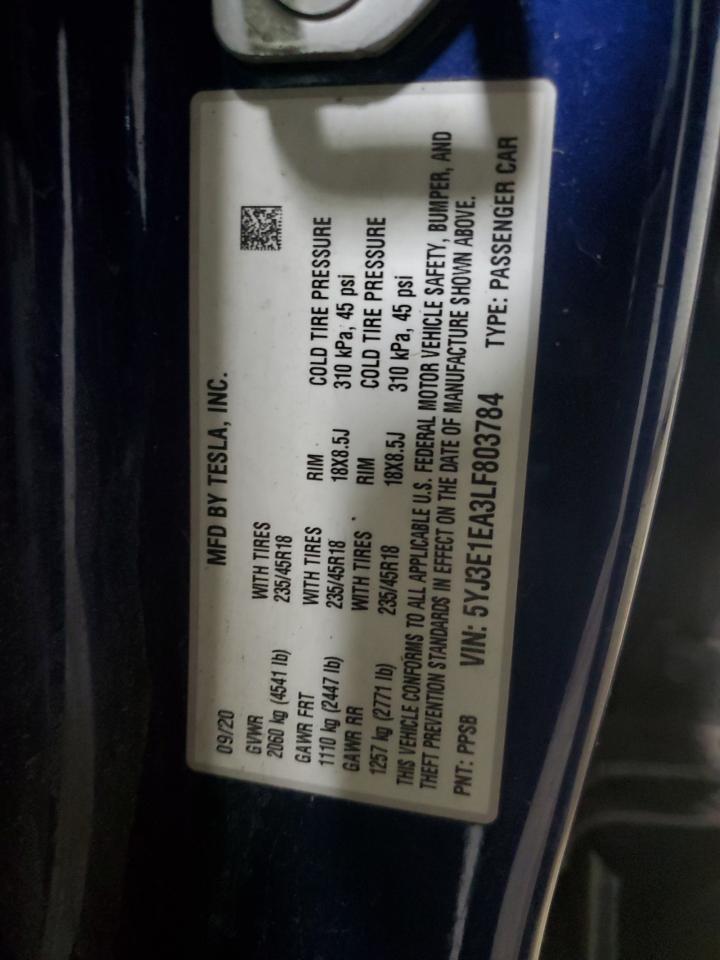 MFD BY TESLA, INC.
09/20
GVWR WITH TIRES
2060 kg (4541 lb) 235/45R18
GAWR FRT WITH TIRES RIM COLD TIRE PRESSURE
1110 kg (2447 lb) 235/45R18 18X8.5J 310 kPa, 45 psi
GAWR RR WITH TIRES RIM COLD TIRE PRESSURE
1257 kg (2771 lb) 235/45R18 18X8.5J 310 kPa, 45 psi
THIS VEHICLE CONFORMS TO ALL APPLICABLE U.S. FEDERAL MOTOR VEHICLE SAFETY, BUMPER, AND
THEFT PREVENTION STANDARDS IN EFFECT ON THE DATE OF MANUFACTURE SHOWN ABOVE.
PNT: PPSB VIN: 5YJ3E1EA3LF803784 TYPE: PASSENGER CAR